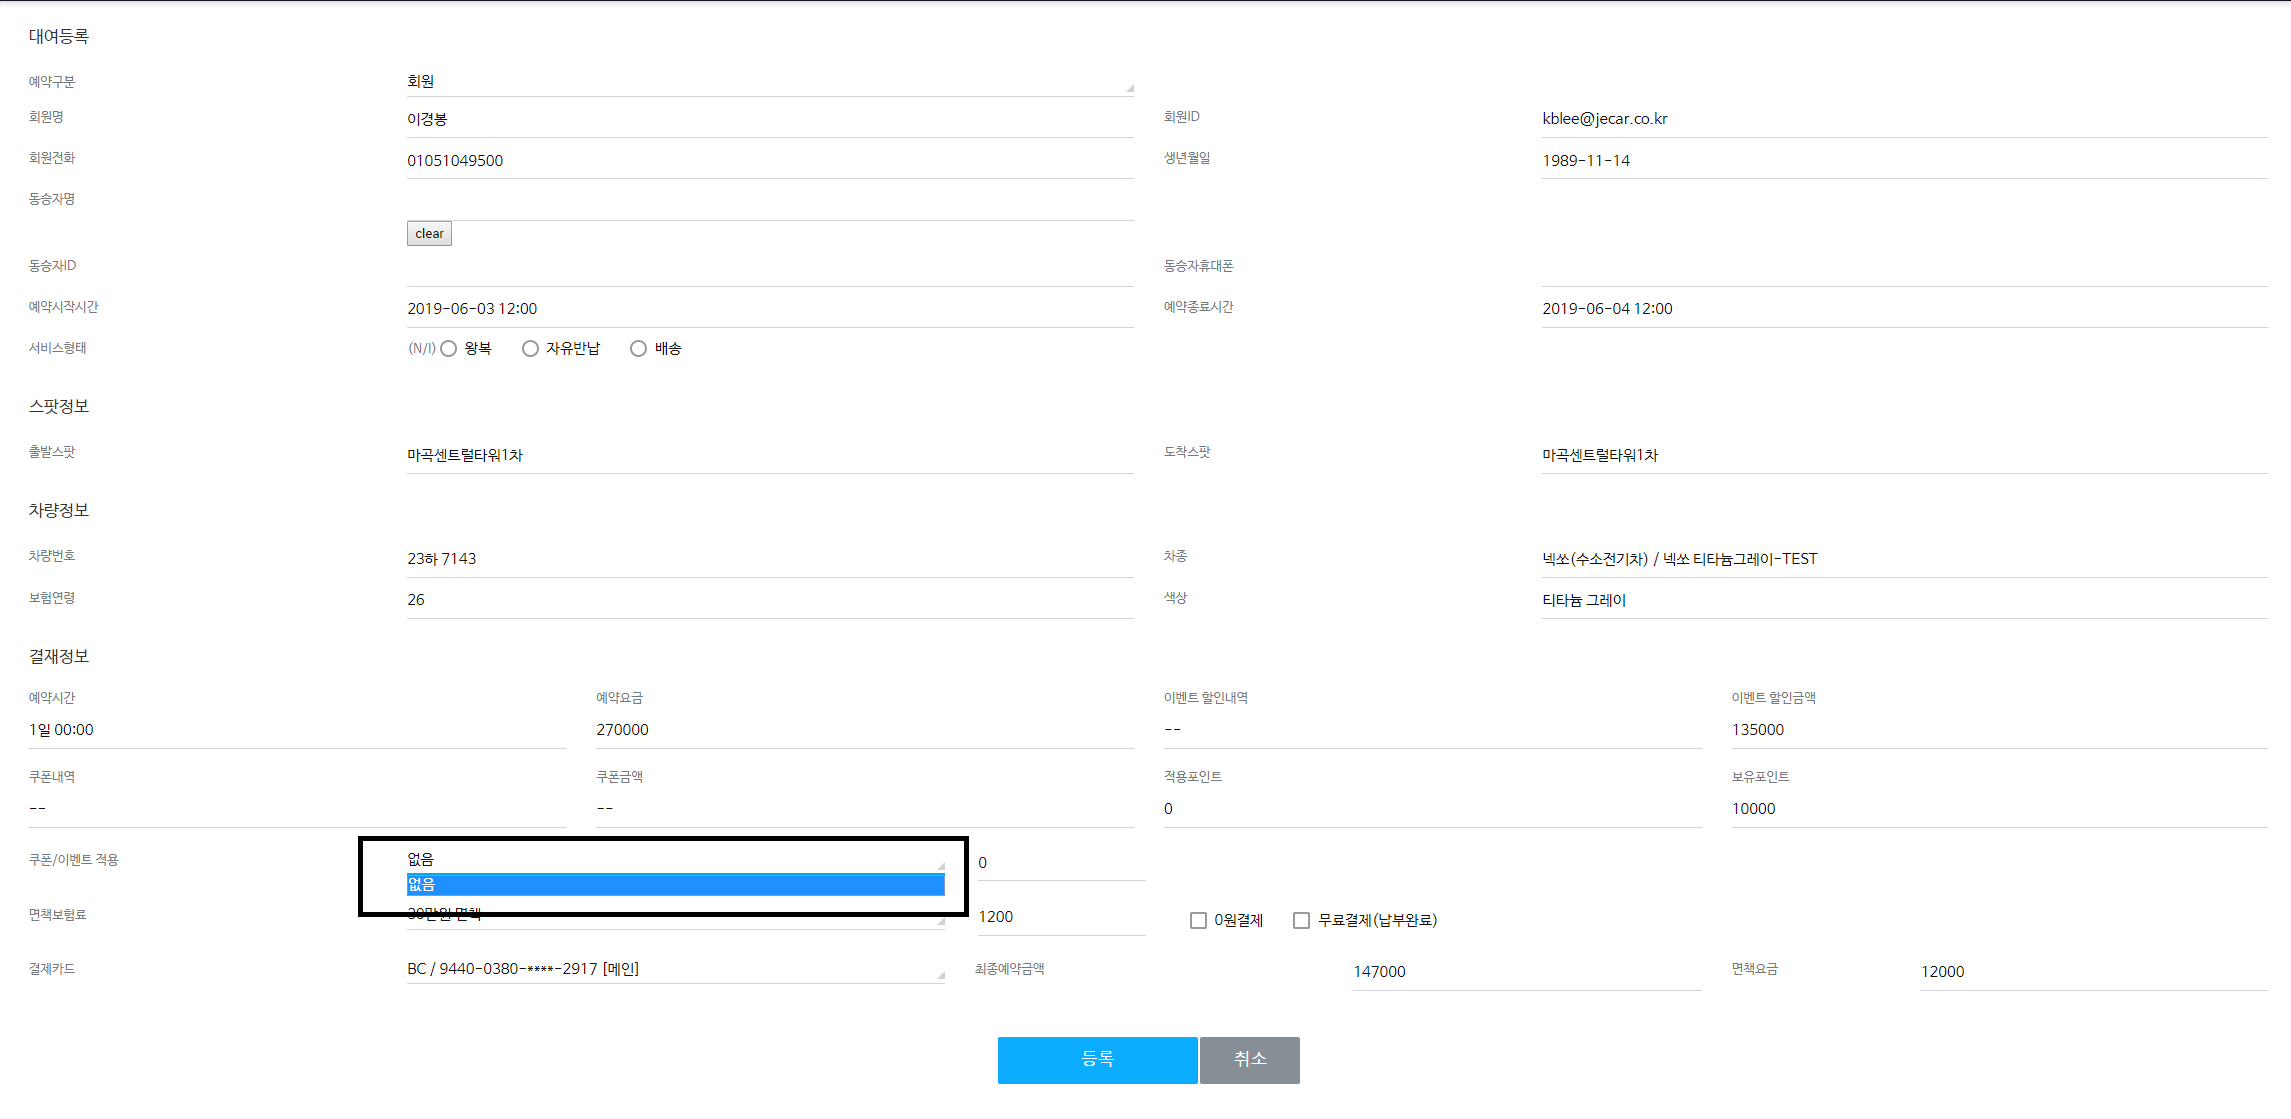 대여등록
예약구분 회원
회원명 이경봉 회원ID kblee@jecar.co.kr
회원전화 01051049500 생년월일 1989-11-14
동승자명
clear
동승자ID 동승자휴대폰
예약시작시간 2019-06-03 12:00 예약종료시간 2019-06-04 12:00
서비스형태 (N/I) 왕복 자유반납 배송
스팟정보
출발스팟 마곡센트럴타워1차 도착스팟 마곡센트럴타워1차
차량정보
차량번호 23하 7143 차종 넥쏘(수소전기차) / 넥쏘 티타늄그레이-TEST
보험연령 26 색상 티타늄 그레이
결재정보
예약시간 예약요금 이벤트 할인내역 이벤트 할인금액
1일 00:00 270000 -- 135000
쿠폰내역 쿠폰금액 적용포인트 보유포인트
-- -- 0 10000
쿠폰/이벤트 적용 없음 0
없음
면책보험료 30만원 면책 1200 0원결제 무료결제(납부완료)
결제카드 BC / 9440-0380-****-2917 [메인] 최종예약금액 147000 면책요금 12000
등록 취소